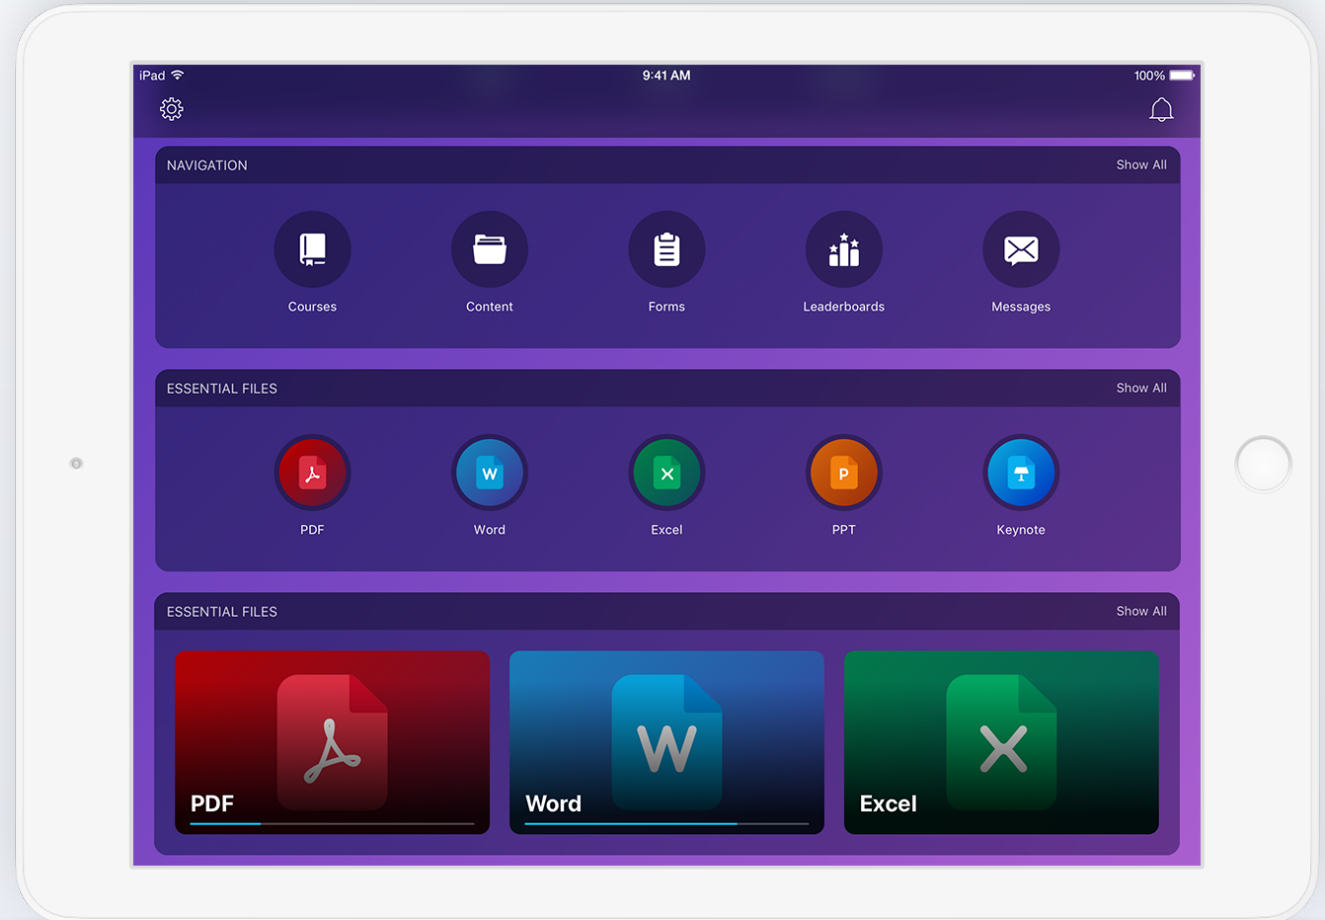 iPad 9:41 AM 100%
NAVIGATION Show All
Courses Content Forms Leaderboards Messages
ESSENTIAL FILES Show All
W X P
PDF Word Excel PPT Keynote
ESSENTIAL FILES Show All
W X
PDF Word Excel